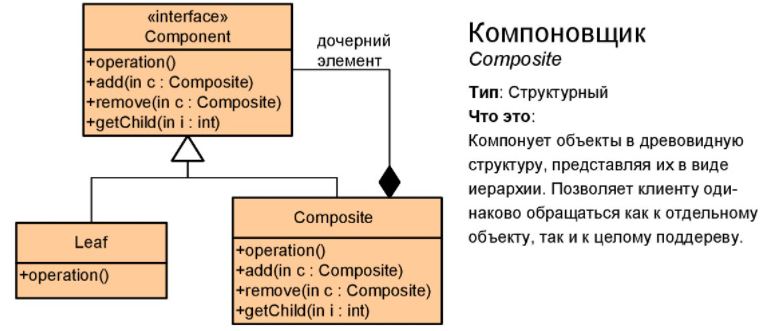 «interface»
Component
+operation()
+add(in c : Composite)
+remove(in c : Composite)
+getChild(in i : int)
дочерний
элемент
Leaf
+operation()
Composite
+operation()
+add(in c : Composite)
+remove(in c : Composite)
+getChild(in i : int)
Компоновщик
Composite
Тип: Структурный
Что это:
Компонует объекты в древовидную
структуру, представляя их в виде
иерархии. Позволяет клиенту оди-
наково обращаться как к отдельному
объекту, так и к целому поддереву.